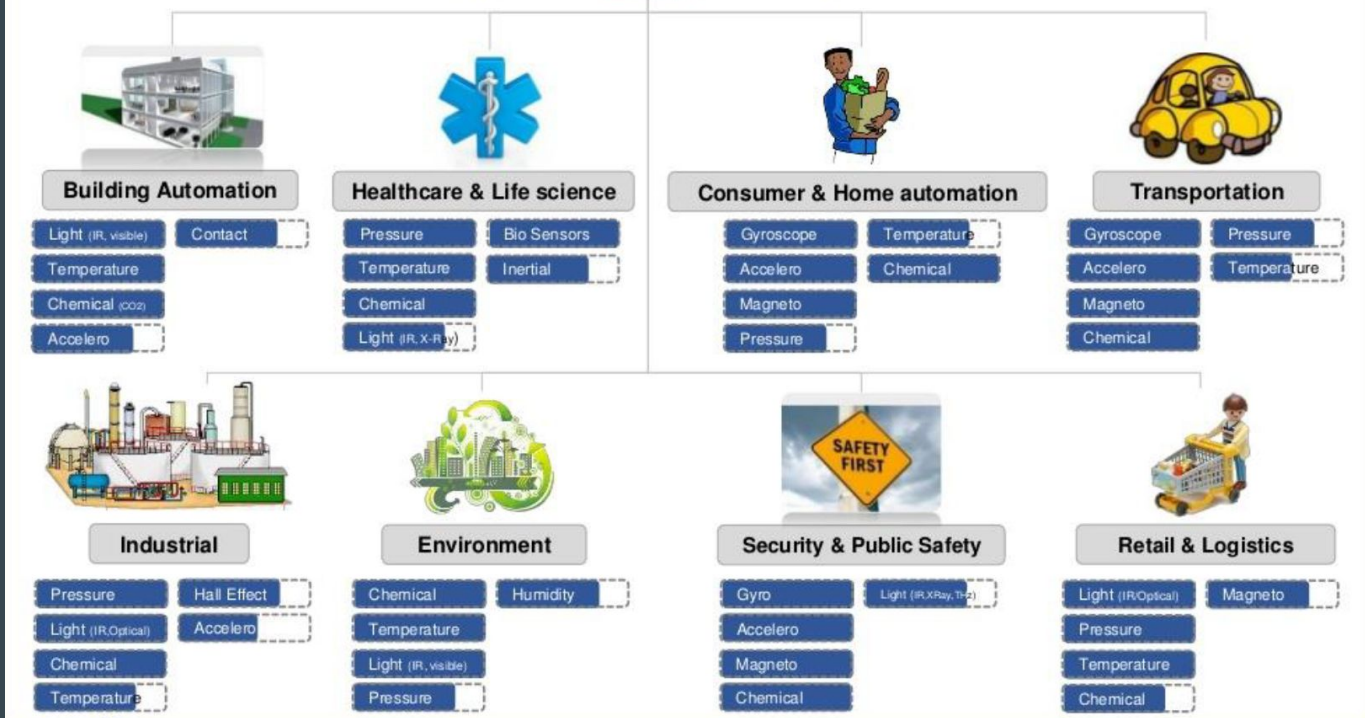 Building Automation
Light (IR, visible)
Contact
Temperature
Chemical (CO2)
Accelero
Healthcare & Life science
Pressure
Bio Sensors
Temperature
Inertial
Chemical
Light (IR, X-Ray)
Consumer & Home automation
Gyroscope
Temperature
Accelero
Chemical
Magneto
Pressure
Transportation
Gyroscope
Pressure
Accelero
Temperature
Magneto
Chemical
Industrial
Pressure
Hall Effect
Light (IR,Optical)
Accelero
Chemical
Temperature
Environment
Chemical
Humidity
Temperature
Light (IR, visible)
Pressure
SAFETY
FIRST
Security & Public Safety
Gyro
Light (IR,XRay,THz)
Accelero
Magneto
Chemical
Retail & Logistics
Light (IR/Optical)
Magneto
Pressure
Temperature
Chemical